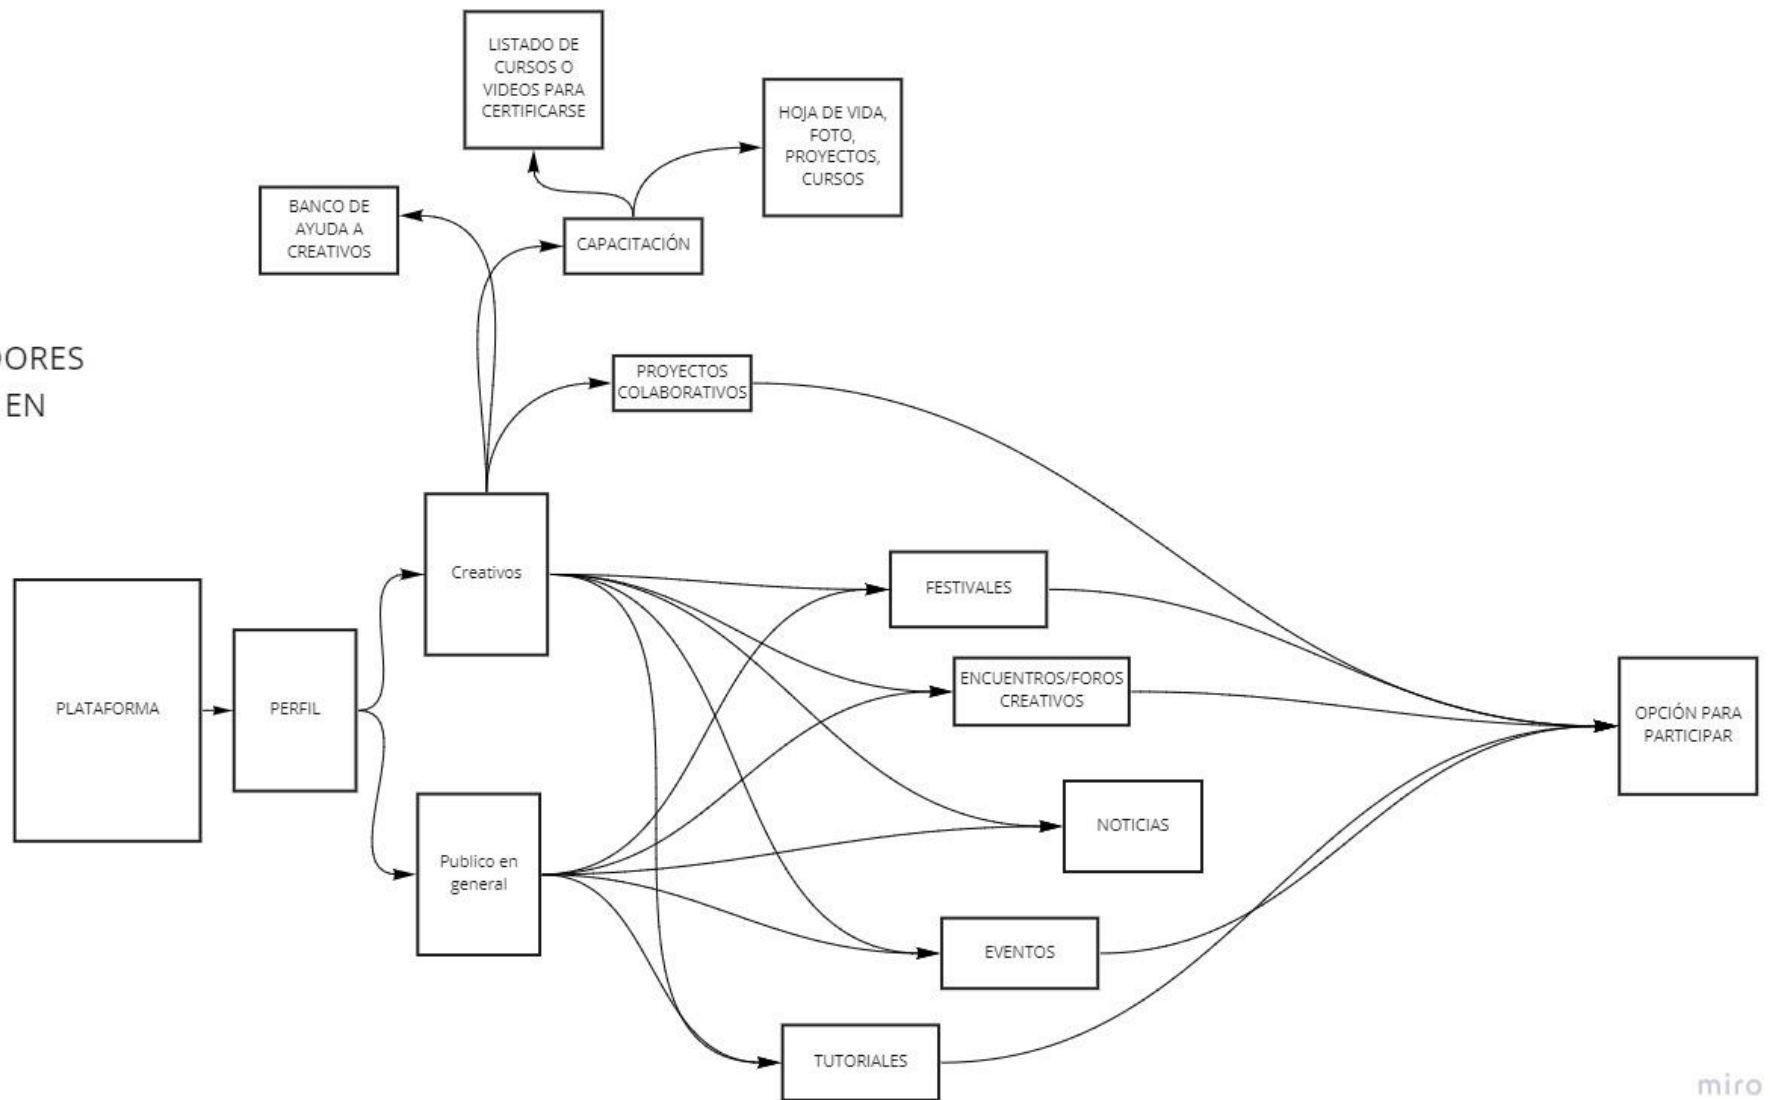 LISTADO DE
CURSOS O
VIDEOS PARA
CERTIFICARSE
HOJA DE VIDA,
FOTO,
PROYECTOS,
CURSOS
BANCO DE
AYUDA A
CREATIVOS
CAPACITACIÓN
DORES
EN
PROYECTOS
COLABORATIVOS
Creativos
FESTIVALES
PLATAFORMA
PERFIL
ENCUENTROS/FOROS
CREATIVOS
OPCIÓN PARA
PARTICIPAR
NOTICIAS
Publico en
general
EVENTOS
TUTORIALES
miro